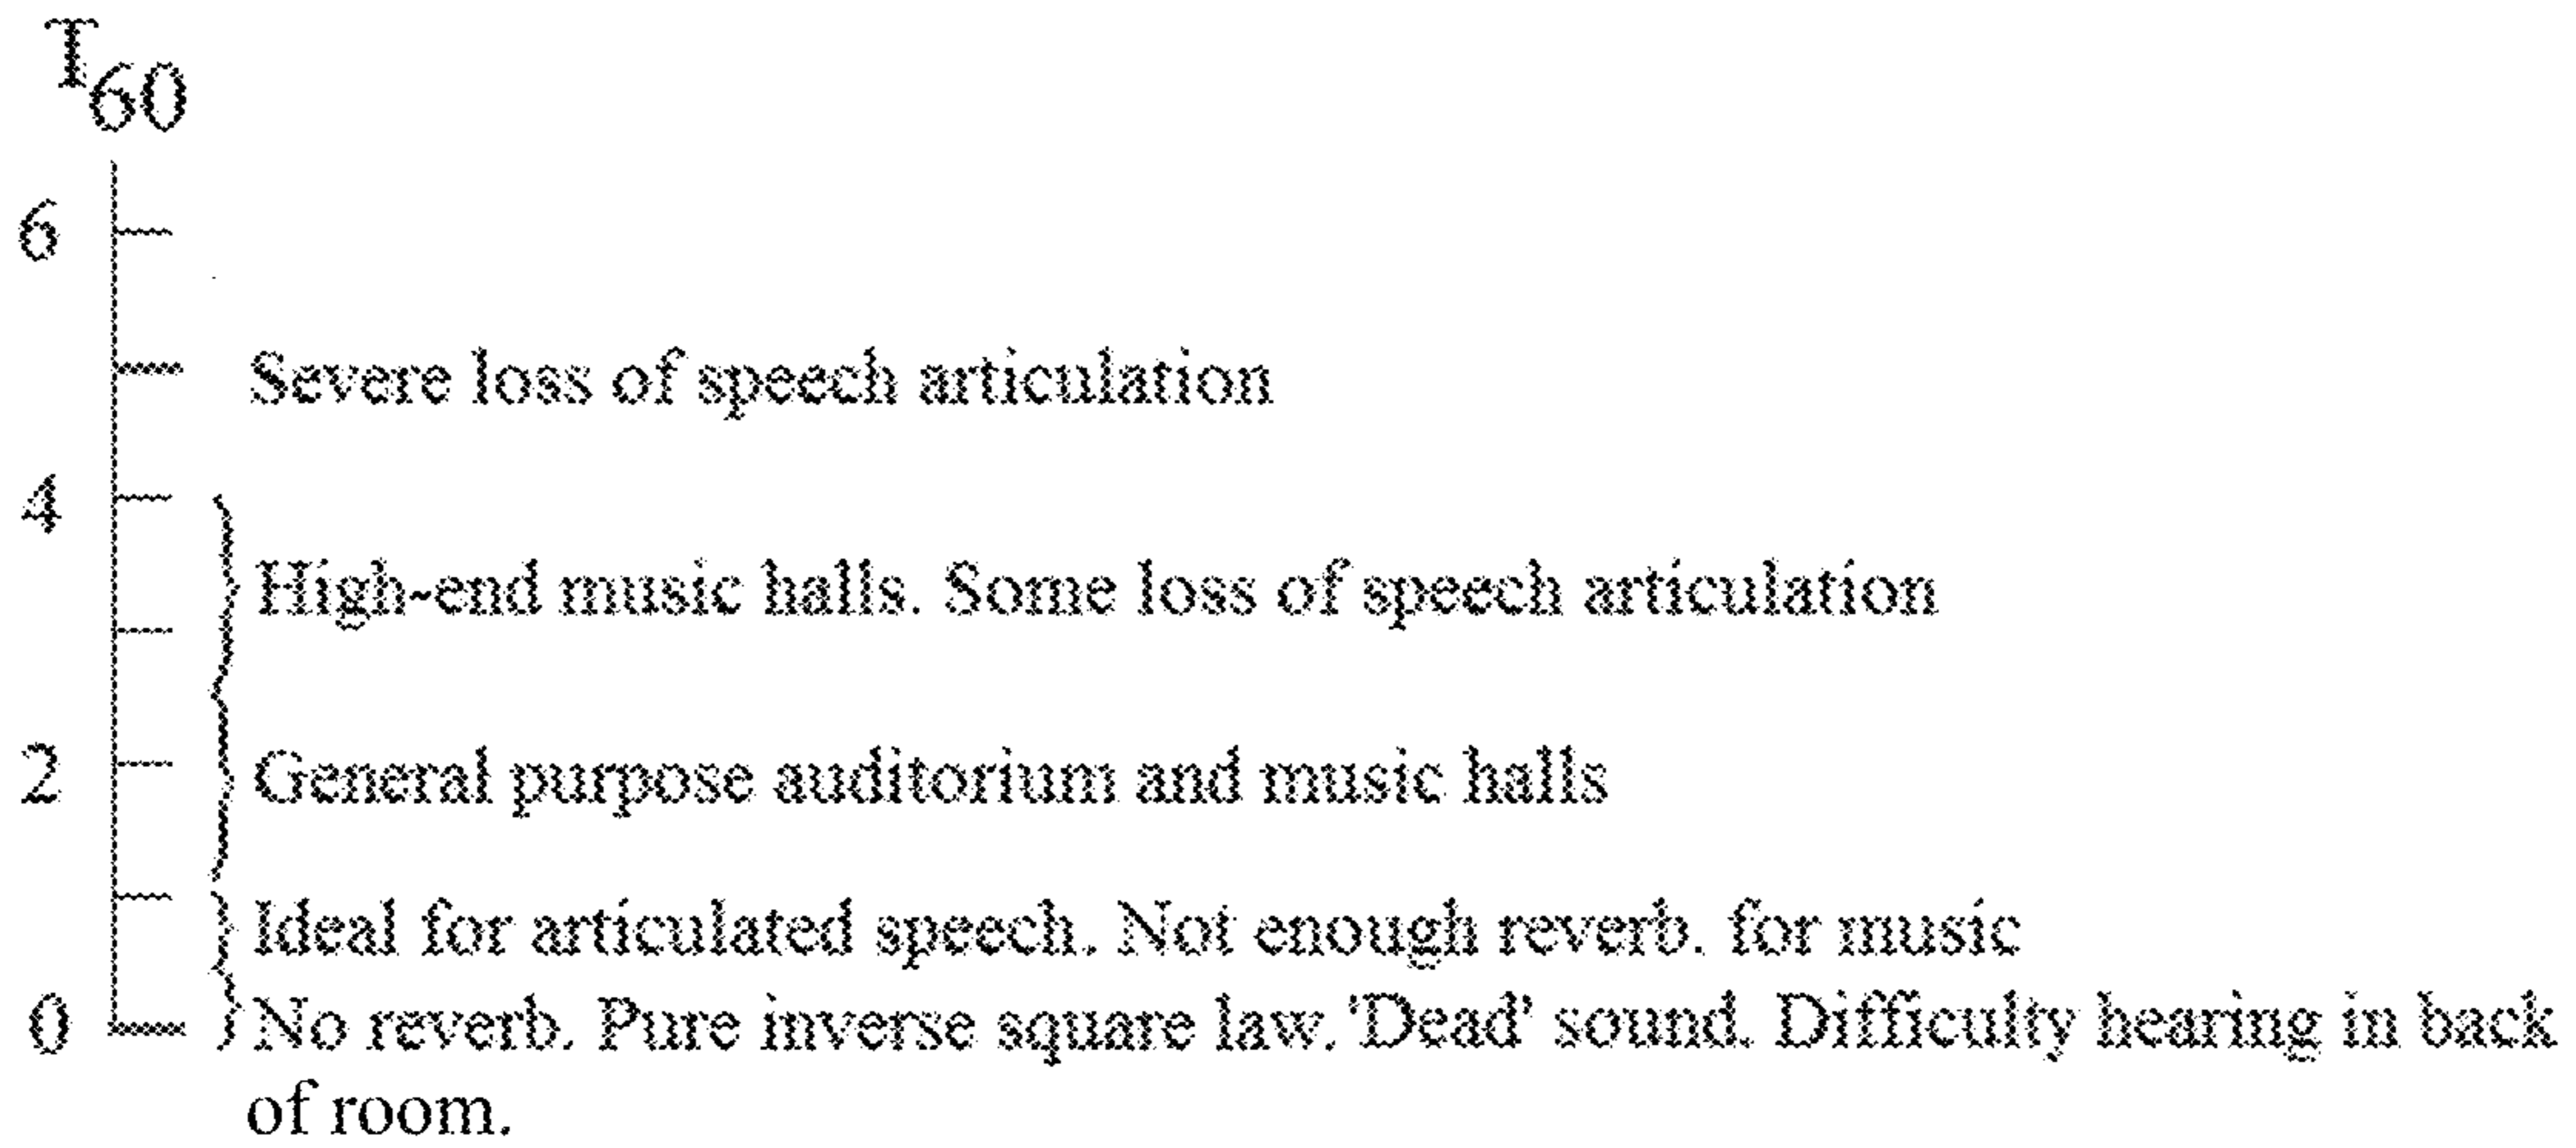 T60
6
Severe loss of speech articulation
4
High-end music halls. Some loss of speech articulation
2
General purpose auditorium and music halls
Ideal for articulated speech. Not enough reverb. for music
0
No reverb. Pure inverse square law. 'Dead' sound. Difficulty hearing in back
of room.